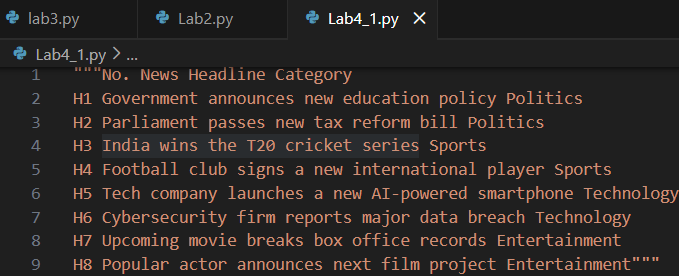 lab3.py Lab2.py Lab4_1.py ×
Lab4_1.py > ...
1 """No. News Headline Category
2 H1 Government announces new education policy Politics
3 H2 Parliament passes new tax reform bill Politics
4 H3 India wins the T20 cricket series Sports
5 H4 Football club signs a new international player Sports
6 H5 Tech company launches a new AI-powered smartphone Technology
7 H6 Cybersecurity firm reports major data breach Technology
8 H7 Upcoming movie breaks box office records Entertainment
9 H8 Popular actor announces next film project Entertainment"""